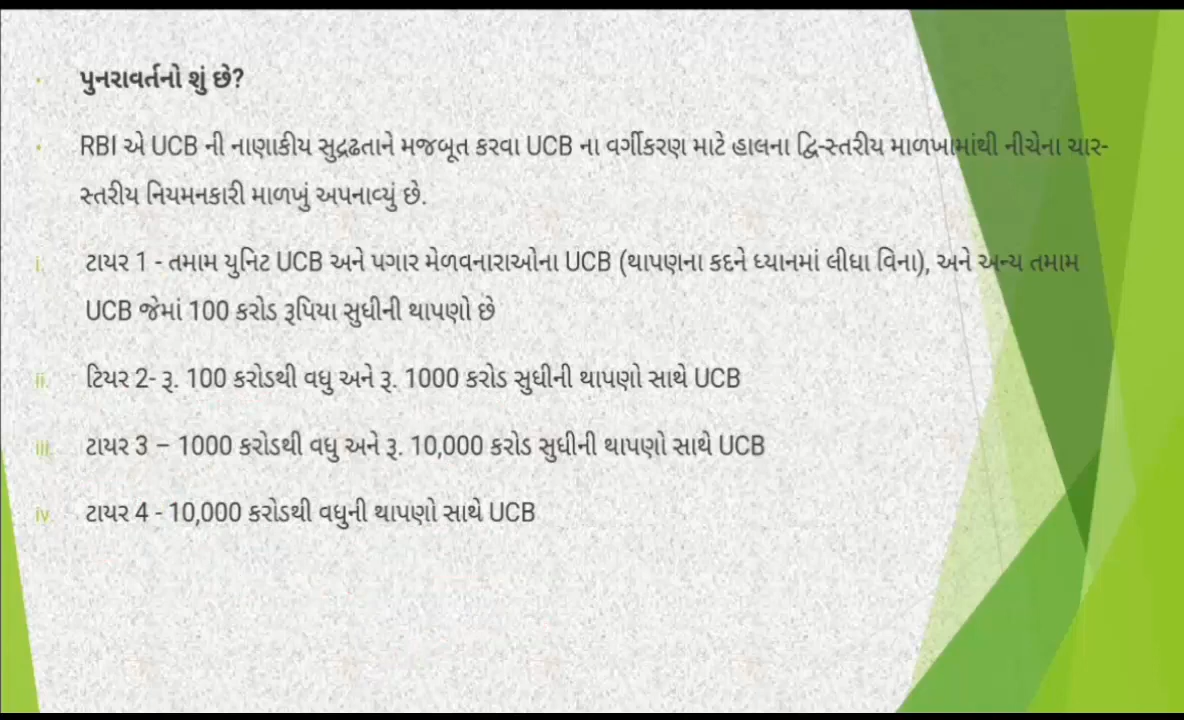 • પુનરાવર્તનો શું છે?
• RBI એ UCB ની નાણાકીય સુદ્રઢતાને મજબૂત કરવા UCB ના વર્ગીકરણ માટે હાલના દ્વિ-સ્તરીય માળખામાંથી નીચેના ચાર-
સ્તરીય નિયમનકારી માળખું અપનાવ્યું છે.
i. ટાયર 1 - તમામ યુનિટ UCB અને પગાર મેળવનારાઓના UCB (થાપણના કદને ધ્યાનમાં લીધા વિના), અને અન્ય તમામ
UCB જેમાં 100 કરોડ રૂપિયા સુધીની થાપણો છે
ii. ટિયર 2- રૂ. 100 કરોડથી વધુ અને રૂ. 1000 કરોડ સુધીની થાપણો સાથે UCB
iii. ટાયર 3 – 1000 કરોડથી વધુ અને રૂ. 10,000 કરોડ સુધીની થાપણો સાથે UCB
iv. ટાયર 4 - 10,000 કરોડથી વધુની થાપણો સાથે UCB